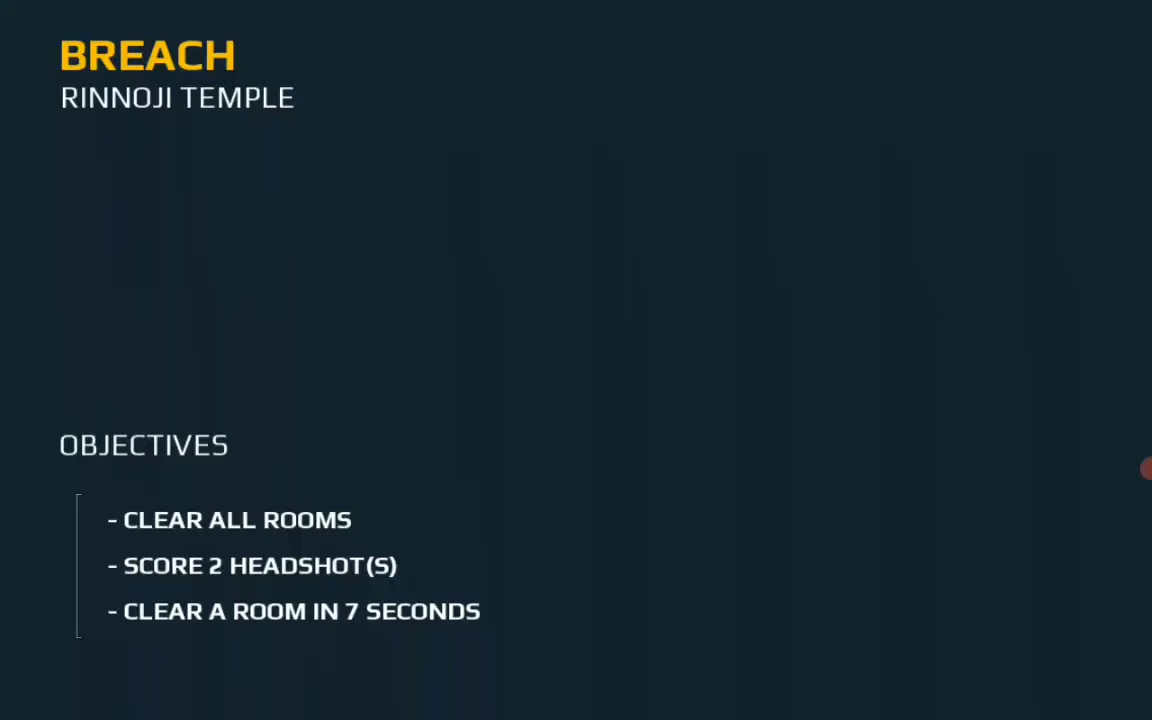 BREACH
RINNOJI TEMPLE
OBJECTIVES
- CLEAR ALL ROOMS
- SCORE 2 HEADSHOT(S)
- CLEAR A ROOM IN 7 SECONDS